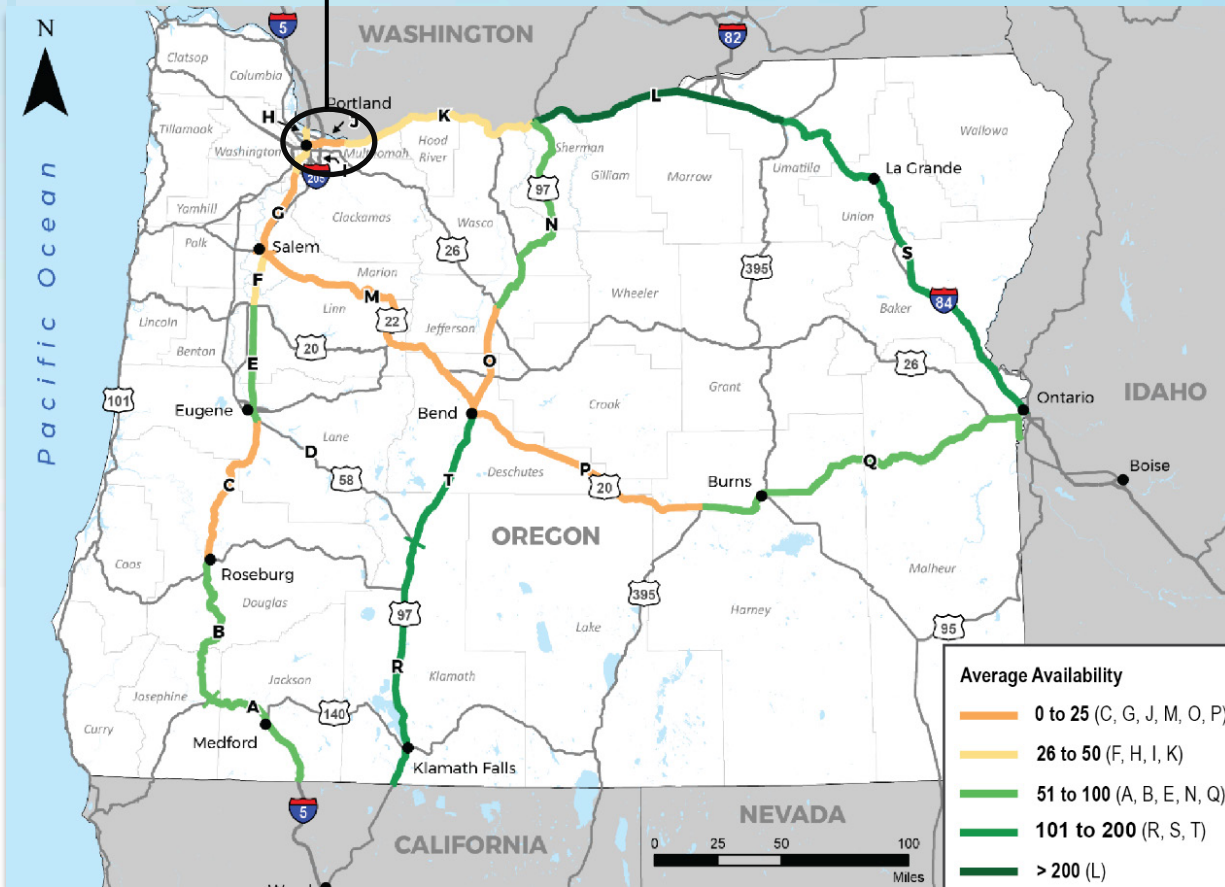 N
5
WASHINGTON
82
Clatsop
Columbia
Portland
H
J
K
L
Tillamook
Washington
Multnomah
Hood
River
Sherman
Wallowa
205
97
Gilliam
Morrow
Umatilla
La Grande
Yamhill
G
Clackamas
Wasco
N
Union
Polk
Salem
26
S
F
Marion
M
395
Wheeler
84
Lincoln
Linn
22
Jefferson
Baker
Benton
20
O
26
E
Grant
IDAHO
101
Eugene
Bend
Crook
Ontario
Pacific Ocean
Lane
D
58
C
T
Deschutes
P
20
Burns
Q
Boise
OREGON
Coos
Roseburg
Malheur
Douglas
97
395
Harney
95
B
Lake
R
Klamath
Josephine
Jackson
A
140
Curry
Medford
Klamath Falls
5
CALIFORNIA
NEVADA
0 25 50 100
Miles
Average Availability
0 to 25 (C, G, J, M, O, P)
26 to 50 (F, H, I, K)
51 to 100 (A, B, E, N, Q)
101 to 200 (R, S, T)
> 200 (L)